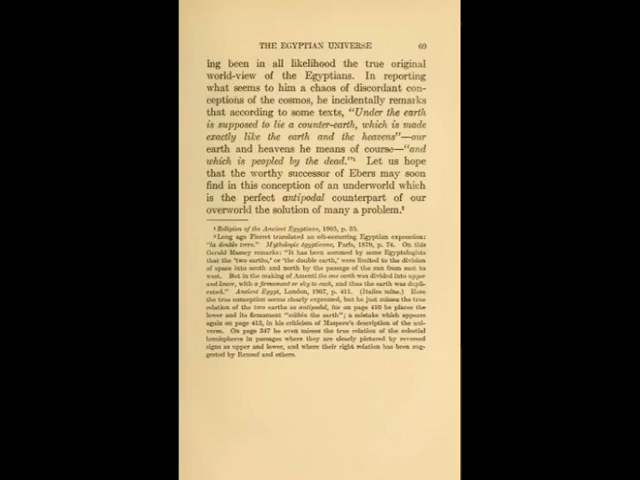 THE EGYPTIAN UNIVERSE 69
ing been in all likelihood the true original
world-view of the Egyptians. In reporting
what seems to him a chaos of discordant con-
ceptions of the cosmos, he incidentally remarks
that according to some texts, "Under the earth
is supposed to lie a counter-earth, which is made
exactly like the earth and the heavens"—our
earth and heavens he means of course—"and
which is peopled by the dead."¹ Let us hope
that the worthy successor of Ebers may soon
find in this conception of an underworld which
is the perfect antipodal counterpart of our
overworld the solution of many a problem.²
¹ Religion of the Ancient Egyptians, 1905, p. 35.
² Long ago Pierret translated an oft-occurring Egyptian expression:
"la double terre." Mythologie égyptienne, Paris, 1879, p. 74. On this
Gerald Massey remarks: "It has been assumed by some Egyptologists
that the 'two earths,' or 'the double earth,' were limited to the division
of space into south and north by the passage of the sun from east to
west. But in the making of Amenti the one earth was divided into upper
and lower, with a firmament or sky to each, and thus the earth was dupli-
cated." Ancient Egypt, London, 1907, p. 411. (Italics mine.) Here
the true conception seems clearly expressed, but he just misses the true
relation of the two earths as antipodal, for on page 410 he places the
lower and its firmament "within the earth"; a mistake which appears
again on page 413, in his criticism of Maspero's description of the uni-
verse. On page 347 he even misses the true relation of the celestial
hemispheres in passages where they are clearly pictured by reversed
signs as upper and lower, and where their right relation has been sug-
gested by Renouf and others.